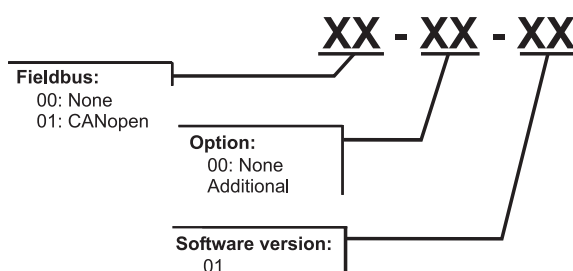 XX - XX - XX
Fieldbus:
00: None
01: CANopen
Option:
00: None
Additional
Software version:
01